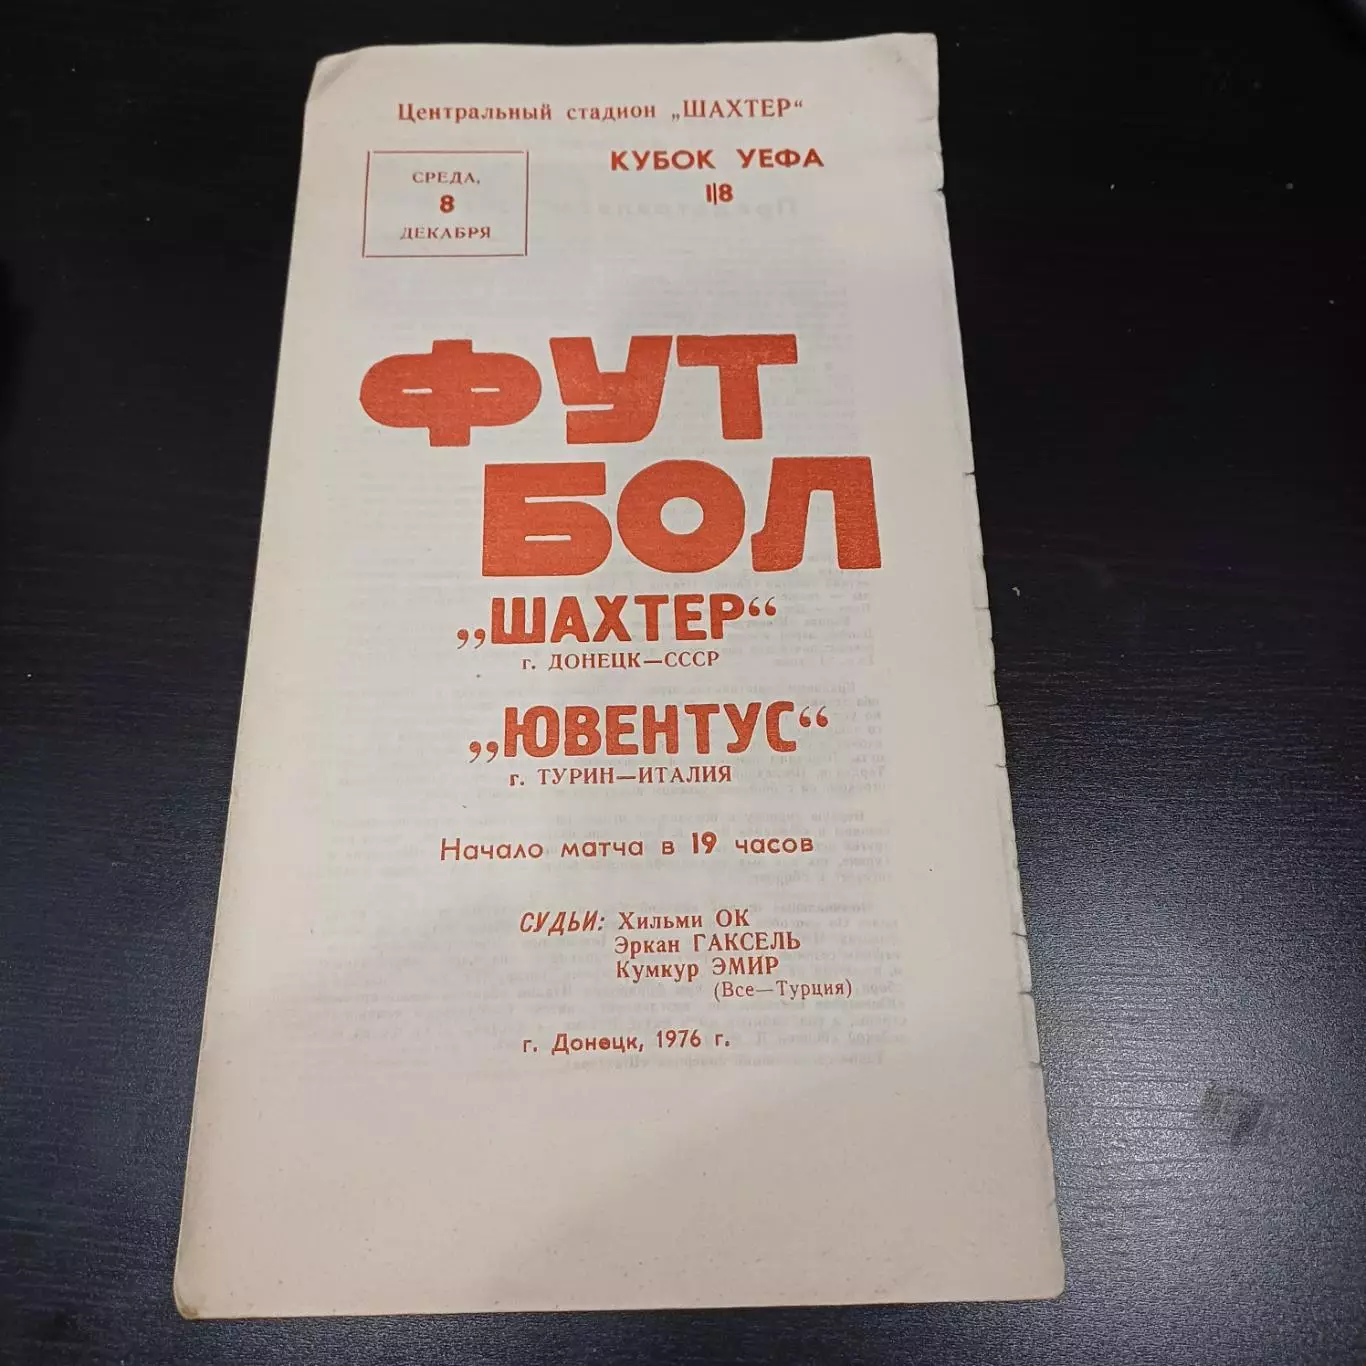 Центральный стадион „ШАХТЕР“
СРЕДА,
8
ДЕКАБРЯ
КУБОК УЕФА
1/8
ФУТ
БОЛ
„ШАХТЕР“
г. ДОНЕЦК—СССР
„ЮВЕНТУС“
г. ТУРИН—ИТАЛИЯ
Начало матча в 19 часов
СУДЬИ: Хильми ОК
Эркан ГАКСЕЛЬ
Кумкур ЭМИР
(Все—Турция)
г. Донецк, 1976 г.